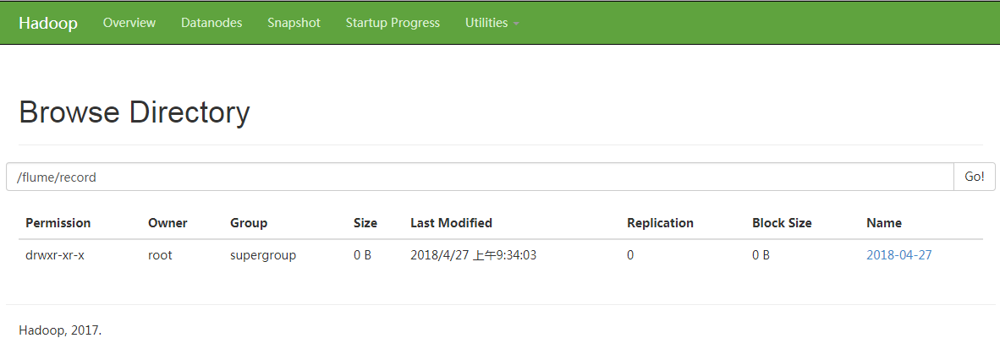 Hadoop Overview Datanodes Snapshot Startup Progress Utilities
Browse Directory
/flume/record Go!
Permission Owner Group Size Last Modified Replication Block Size Name
drwxr-xr-x root supergroup 0 B 2018/4/27 上午9:34:03 0 0 B 2018-04-27
Hadoop, 2017.